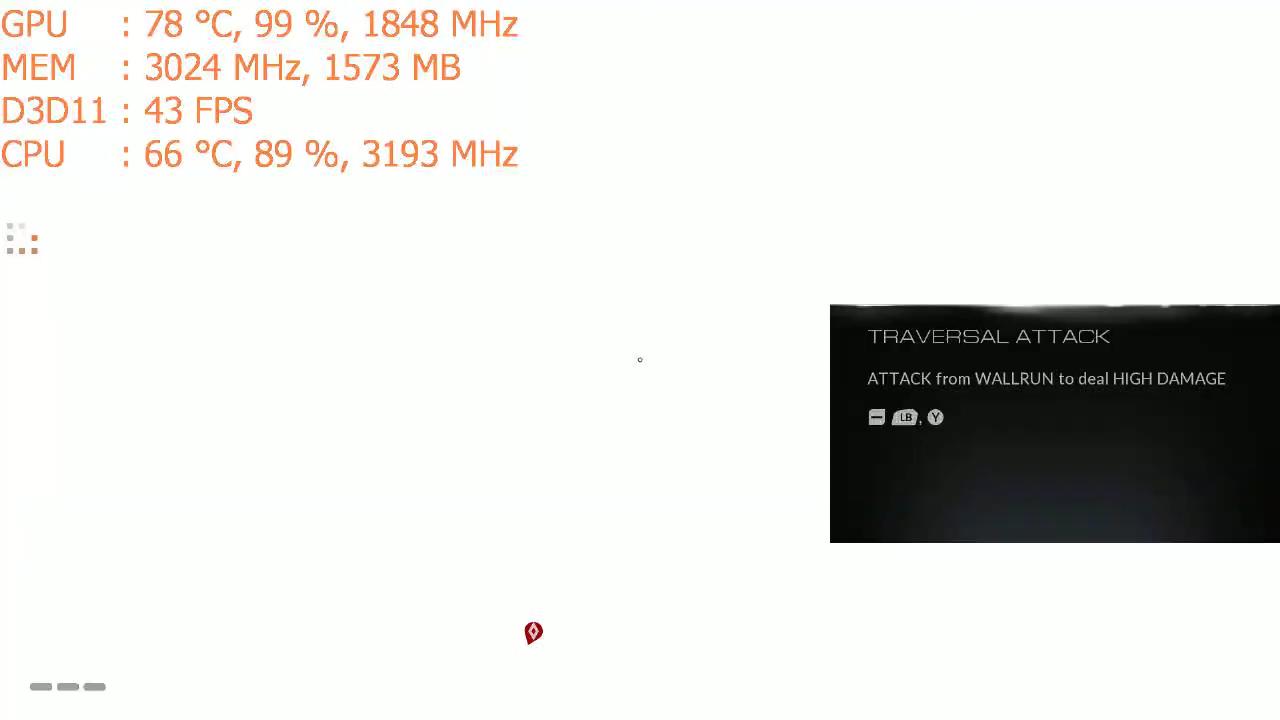 GPU : 78 °C, 99 %, 1848 MHz
MEM : 3024 MHz, 1573 MB
D3D11 : 43 FPS
CPU : 66 °C, 89 %, 3193 MHz
TRAVERSAL ATTACK
ATTACK from WALLRUN to deal HIGH DAMAGE
LB, Y